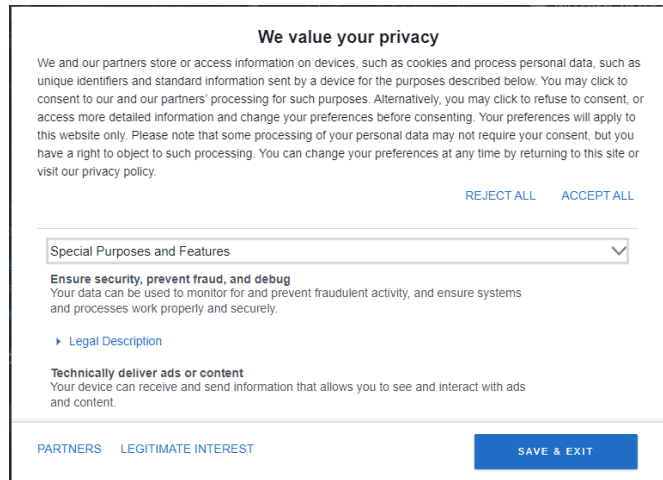 We value your privacy
We and our partners store or access information on devices, such as cookies and process personal data, such as
unique identifiers and standard information sent by a device for the purposes described below. You may click to
consent to our and our partners' processing for such purposes. Alternatively, you may click to refuse to consent, or
access more detailed information and change your preferences before consenting. Your preferences will apply to
this website only. Please note that some processing of your personal data may not require your consent, but you
have a right to object to such processing. You can change your preferences at any time by returning to this site or
visit our privacy policy.
REJECT ALL ACCEPT ALL
Special Purposes and Features
Ensure security, prevent fraud, and debug
Your data can be used to monitor for and prevent fraudulent activity, and ensure systems
and processes work properly and securely.
Legal Description
Technically deliver ads or content
Your device can receive and send information that allows you to see and interact with ads
and content.
PARTNERS LEGITIMATE INTEREST SAVE & EXIT